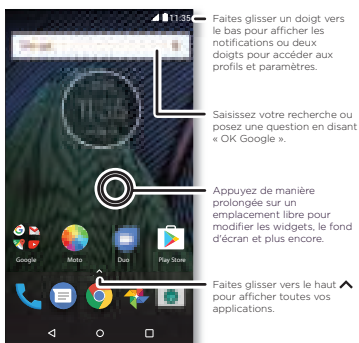 11:35
Faites glisser un doigt vers
le bas pour afficher les
notifications ou deux
doigts pour accéder aux
profils et paramètres.
Saisissez votre recherche ou
posez une question en disant
« OK Google ».
Appuyez de manière
prolongée sur un
emplacement libre pour
modifier les widgets, le fond
d'écran et plus encore.
Google Moto Duo Play Store
Faites glisser vers le haut
pour afficher toutes vos
applications.